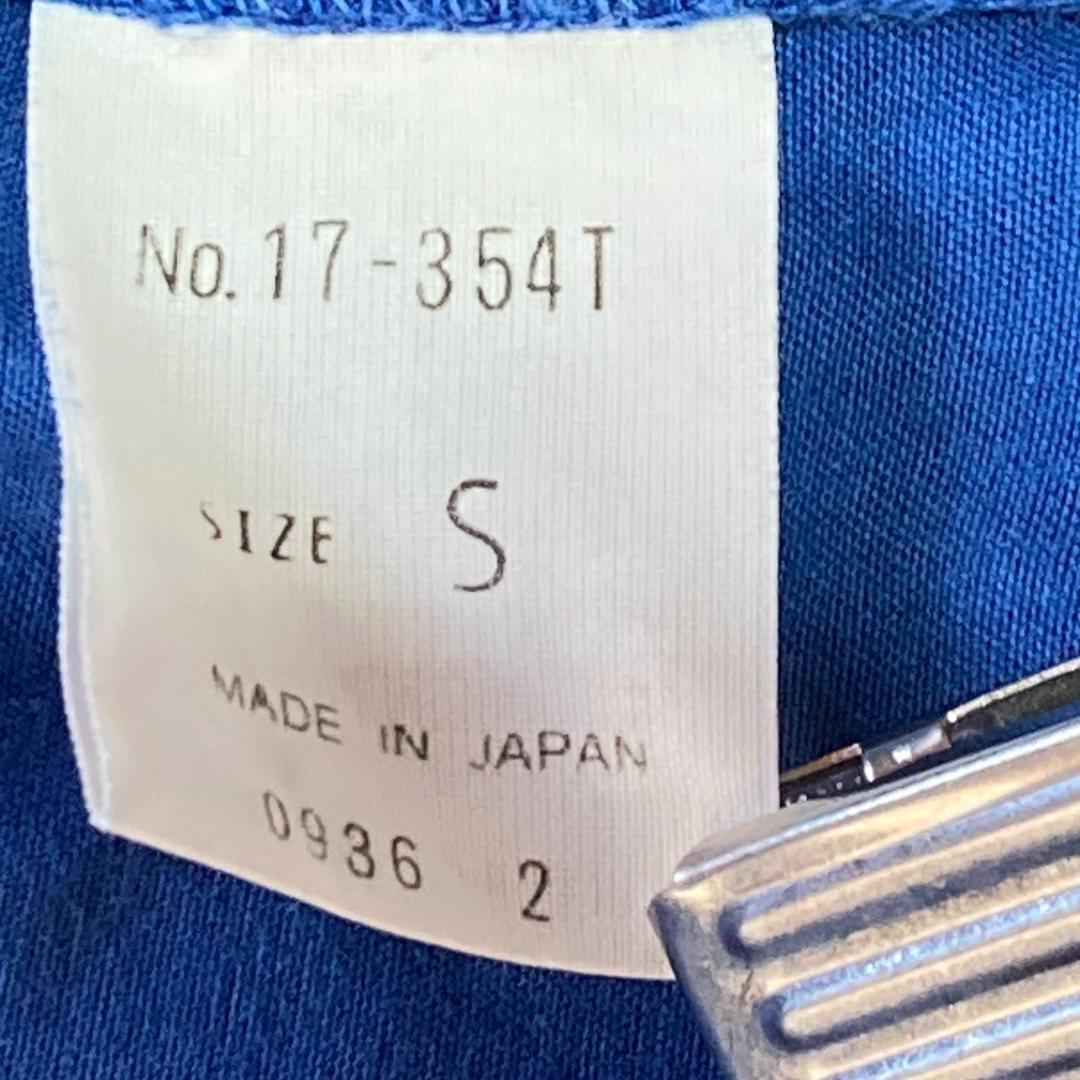 No. 17-354T
SIZE S
MADE IN JAPAN
0936 2